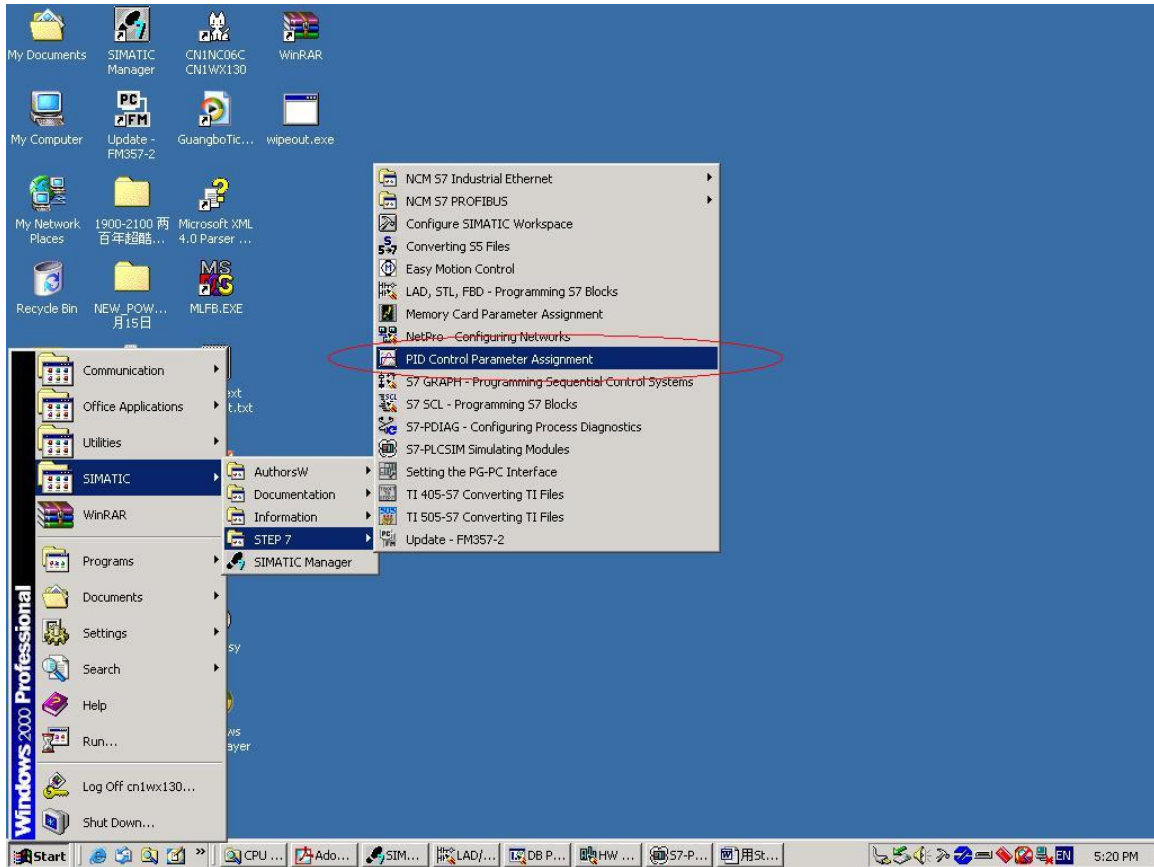 My Documents
SIMATIC
Manager
CN1NC06C
CN1WX130
WinRAR
My Computer
Update -
FM357-2
GuangboTic...
wipeout.exe
My Network
Places
1900-2100 两
百年超酷...
Microsoft XML
4.0 Parser ...
Recycle Bin
NEW_POW...
月15日
MLFB.EXE
Communication
Office Applications
Utilities
SIMATIC
WinRAR
Programs
Documents
Settings
Search
Help
Run...
Log Off cn1wx130...
Shut Down...
Windows 2000 Professional
AuthorsW
Documentation
Information
STEP 7
SIMATIC Manager
NCM S7 Industrial Ethernet
NCM S7 PROFIBUS
Configure SIMATIC Workspace
Converting S5 Files
Easy Motion Control
LAD, STL, FBD - Programming S7 Blocks
Memory Card Parameter Assignment
NetPro - Configuring Networks
PID Control Parameter Assignment
S7 GRAPH - Programming Sequential Control Systems
S7 SCL - Programming S7 Blocks
S7-PDIAG - Configuring Process Diagnostics
S7-PLCSIM Simulating Modules
Setting the PG-PC Interface
TI 405-S7 Converting TI Files
TI 505-S7 Converting TI Files
Update - FM357-2
Start
CPU ...
Ado...
SIM...
LAD/...
DB P...
HW ...
S7-P...
用St...
EN
5:20 PM